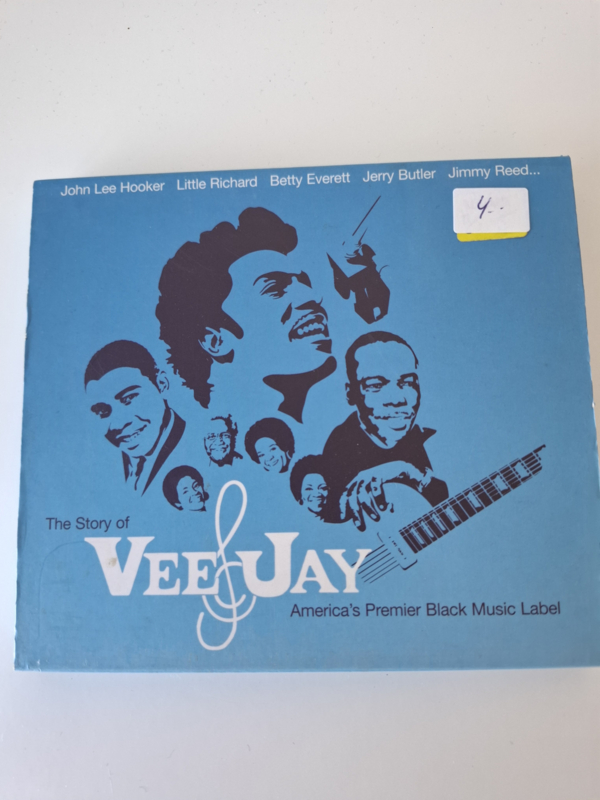 John Lee Hooker Little Richard Betty Everett Jerry Butler Jimmy Reed...
4.-
The Story of
VEE JAY
America's Premier Black Music Label